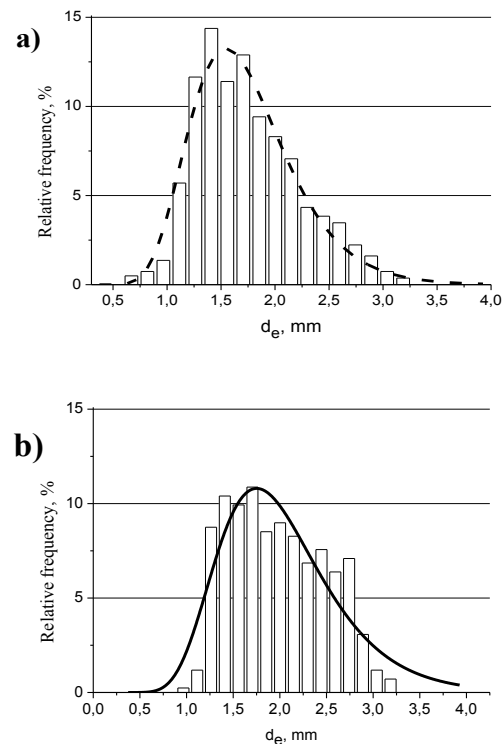 a)
15
10
5
0
Relative frequency, %
0,5 1,0 1,5 2,0 2,5 3,0 3,5 4,0
de, mm
b)
15
10
5
0
Relative frequency, %
0,0 0,5 1,0 1,5 2,0 2,5 3,0 3,5 4,0
de, mm